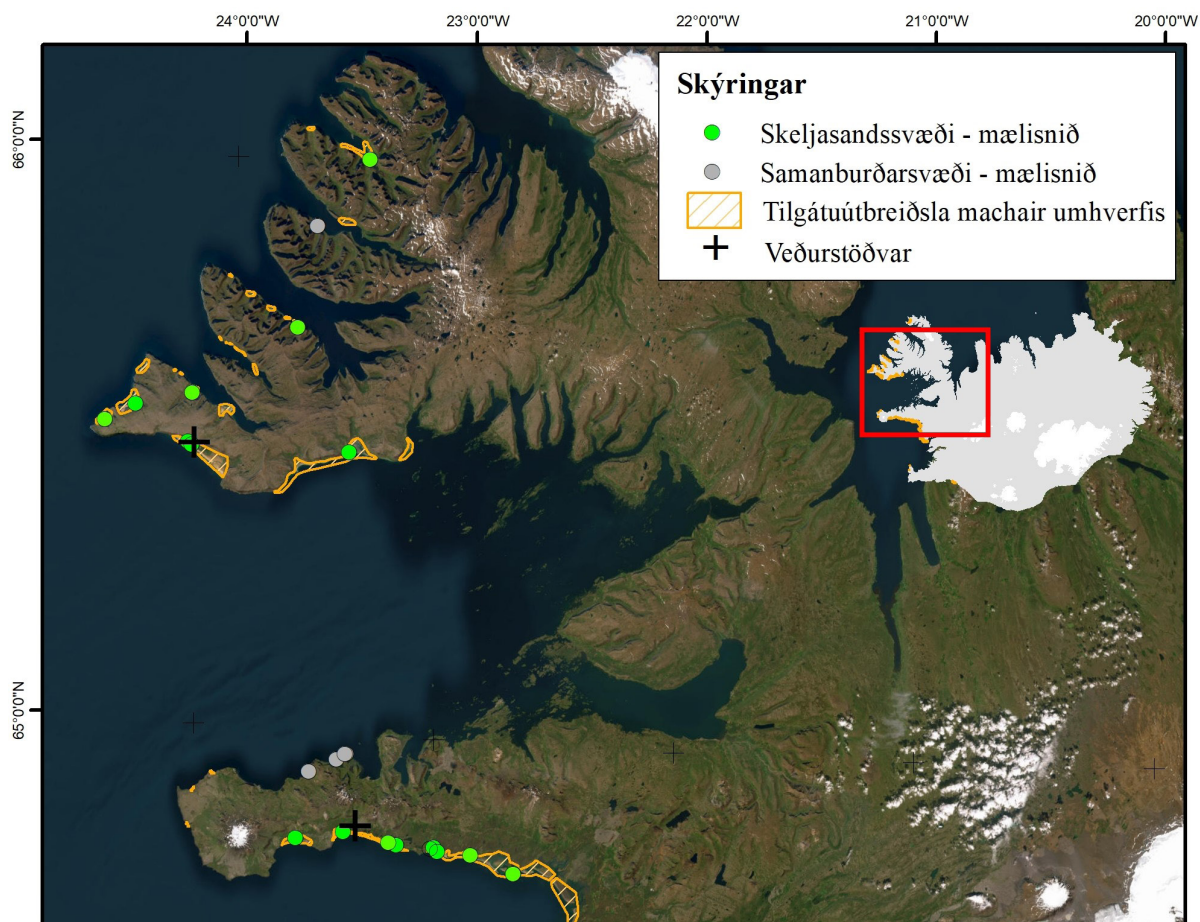 24°0'0"W 23°0'0"W 22°0'0"W 21°0'0"W 20°0'0"W
Skýringar
Skeljasandssvæði - mælisnið
Samanburðarsvæði - mælisnið
Tilgátuútbreiðsla machair umhverfis
Veðurstöðvar
66°0'0"N
65°0'0"N